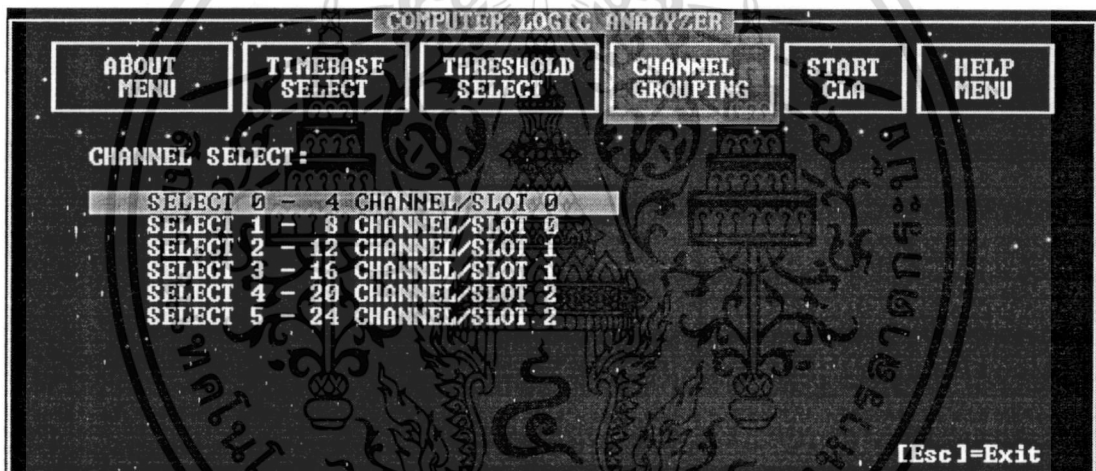 COMPUTER LOGIC ANALYZER
ABOUT MENU
TIMEBASE SELECT
THRESHOLD SELECT
CHANNEL GROUPING
START CLA
HELP MENU
CHANNEL SELECT:
SELECT 0 - 4 CHANNEL/SLOT 0
SELECT 1 - 8 CHANNEL/SLOT 0
SELECT 2 - 12 CHANNEL/SLOT 1
SELECT 3 - 16 CHANNEL/SLOT 1
SELECT 4 - 20 CHANNEL/SLOT 2
SELECT 5 - 24 CHANNEL/SLOT 2
[Esc]=Exit